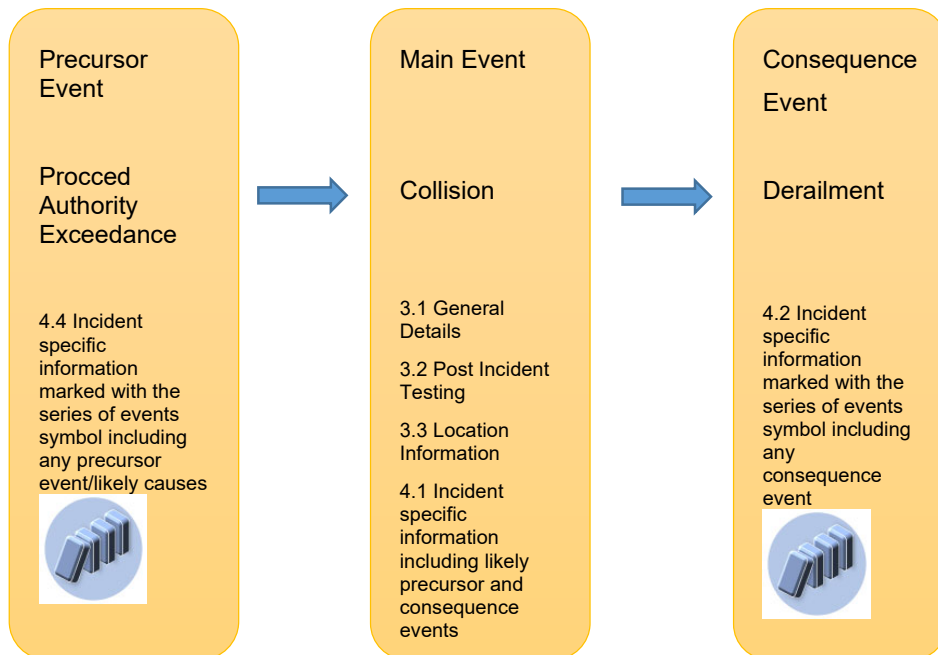 Precursor
Event
Procced
Authority
Exceedance
4.4 Incident
specific
information
marked with the
series of events
symbol including
any precursor
event/likely causes
Main Event
Collision
3.1 General
Details
3.2 Post Incident
Testing
3.3 Location
Information
4.1 Incident
specific
information
including likely
precursor and
consequence
events
Consequence
Event
Derailment
4.2 Incident
specific
information
marked with the
series of events
symbol including
any
consequence
event